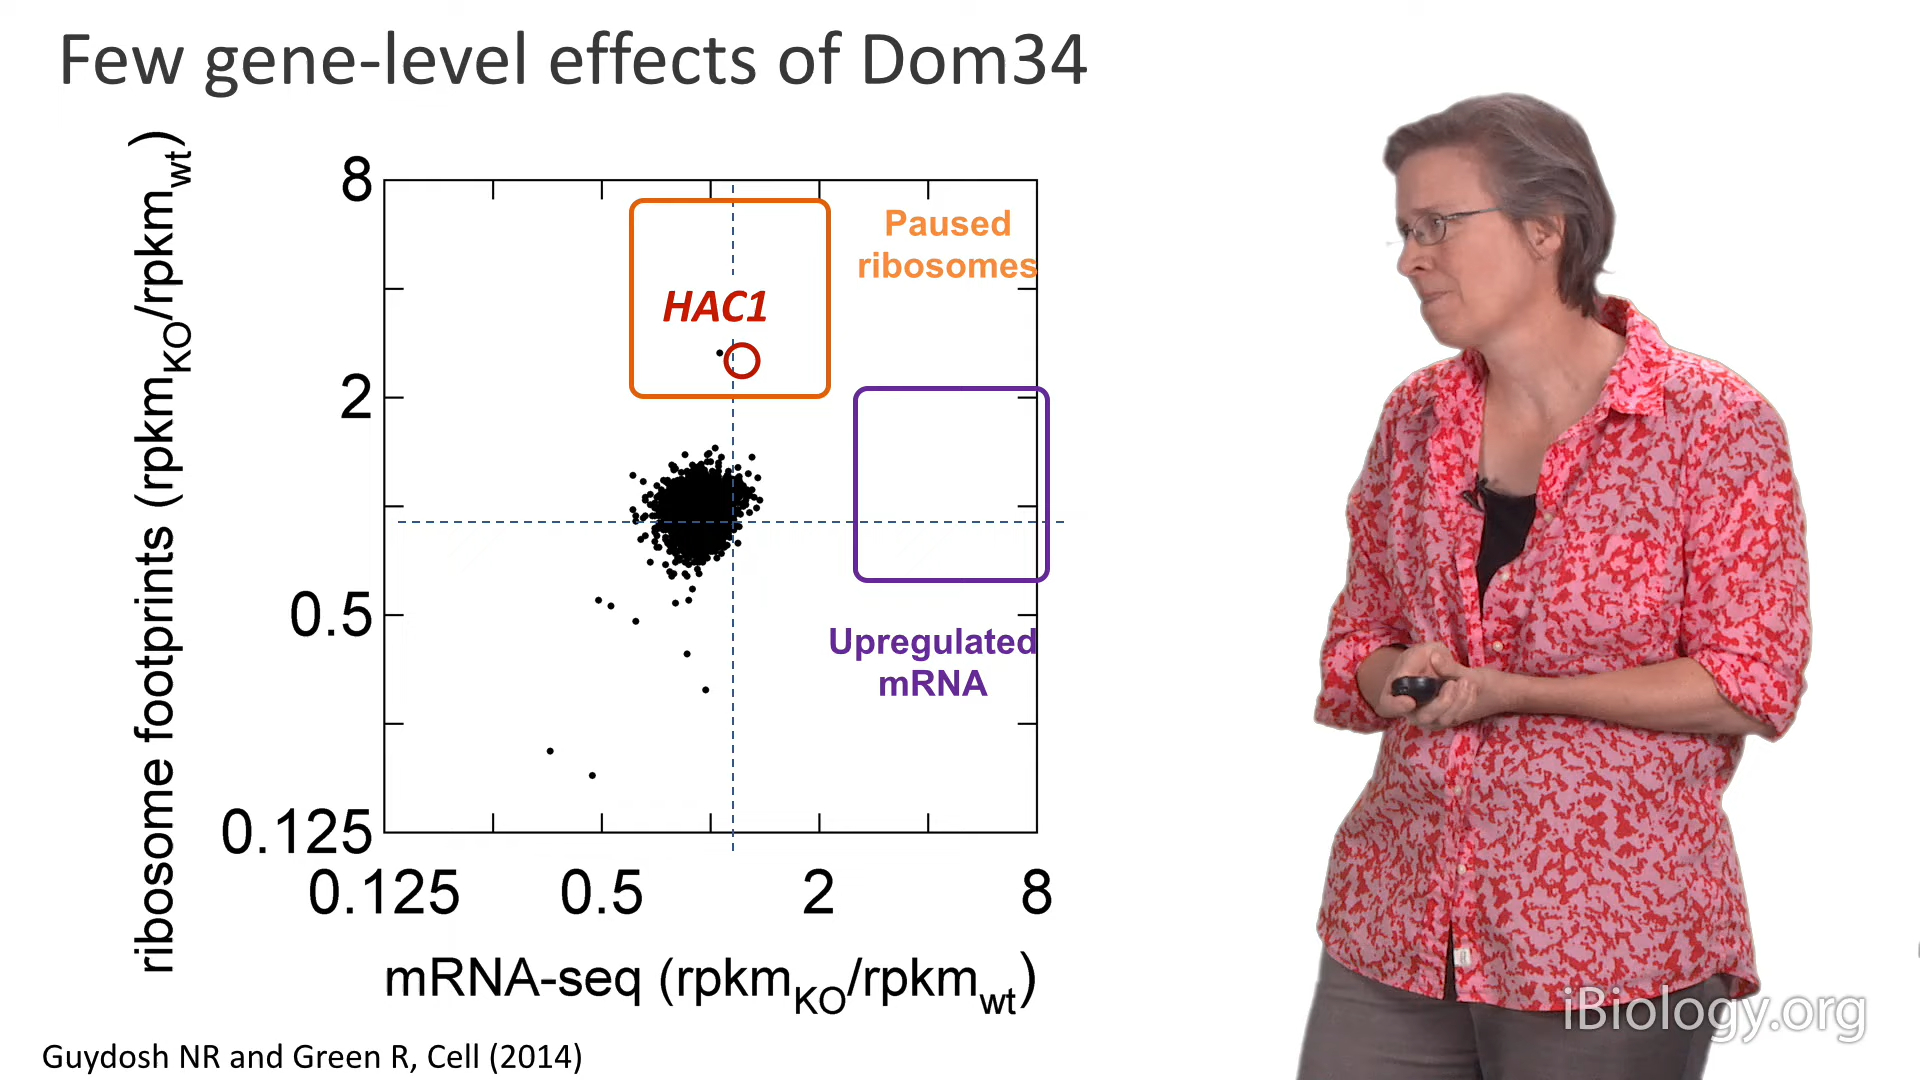 Few gene-level effects of Dom34
ribosome footprints (rpkmKO/rpkmwt)
8
2
0.5
0.125
Paused
ribosomes
HAC1
Upregulated
mRNA
0.125 0.5 2 8
mRNA-seq (rpkmKO/rpkmwt)
Guydosh NR and Green R, Cell (2014)
iBiology.org